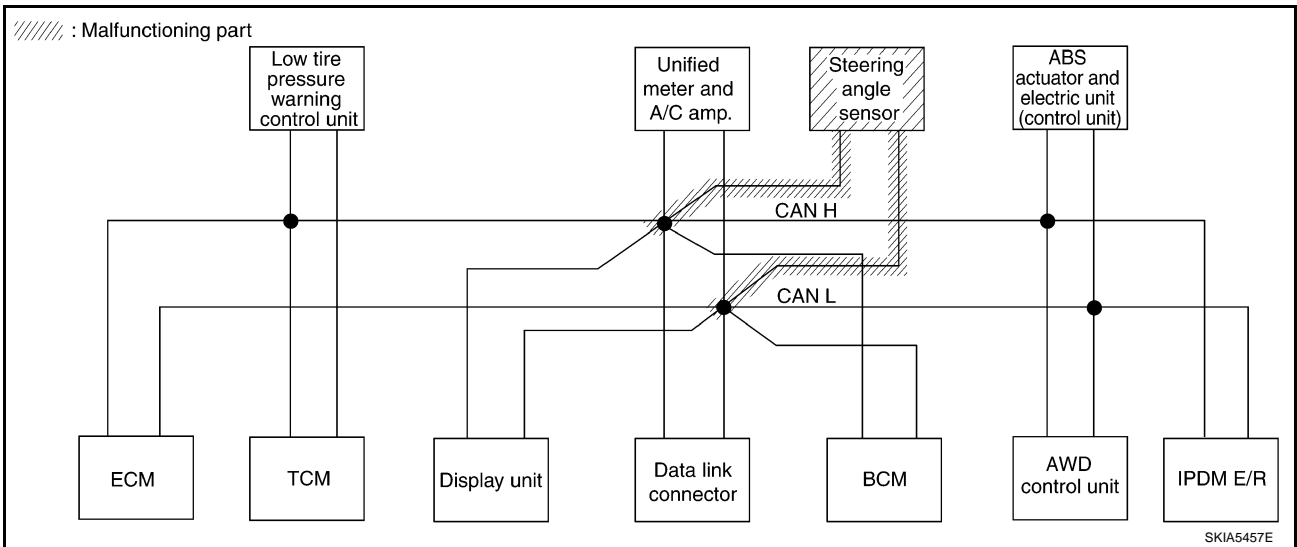 : Malfunctioning part
Low tire
pressure
warning
control unit
Unified
meter and
A/C amp.
Steering
angle
sensor
ABS
actuator and
electric unit
(control unit)
CAN H
CAN L
ECM
TCM
Display unit
Data link
connector
BCM
AWD
control unit
IPDM E/R
SKIA5457E